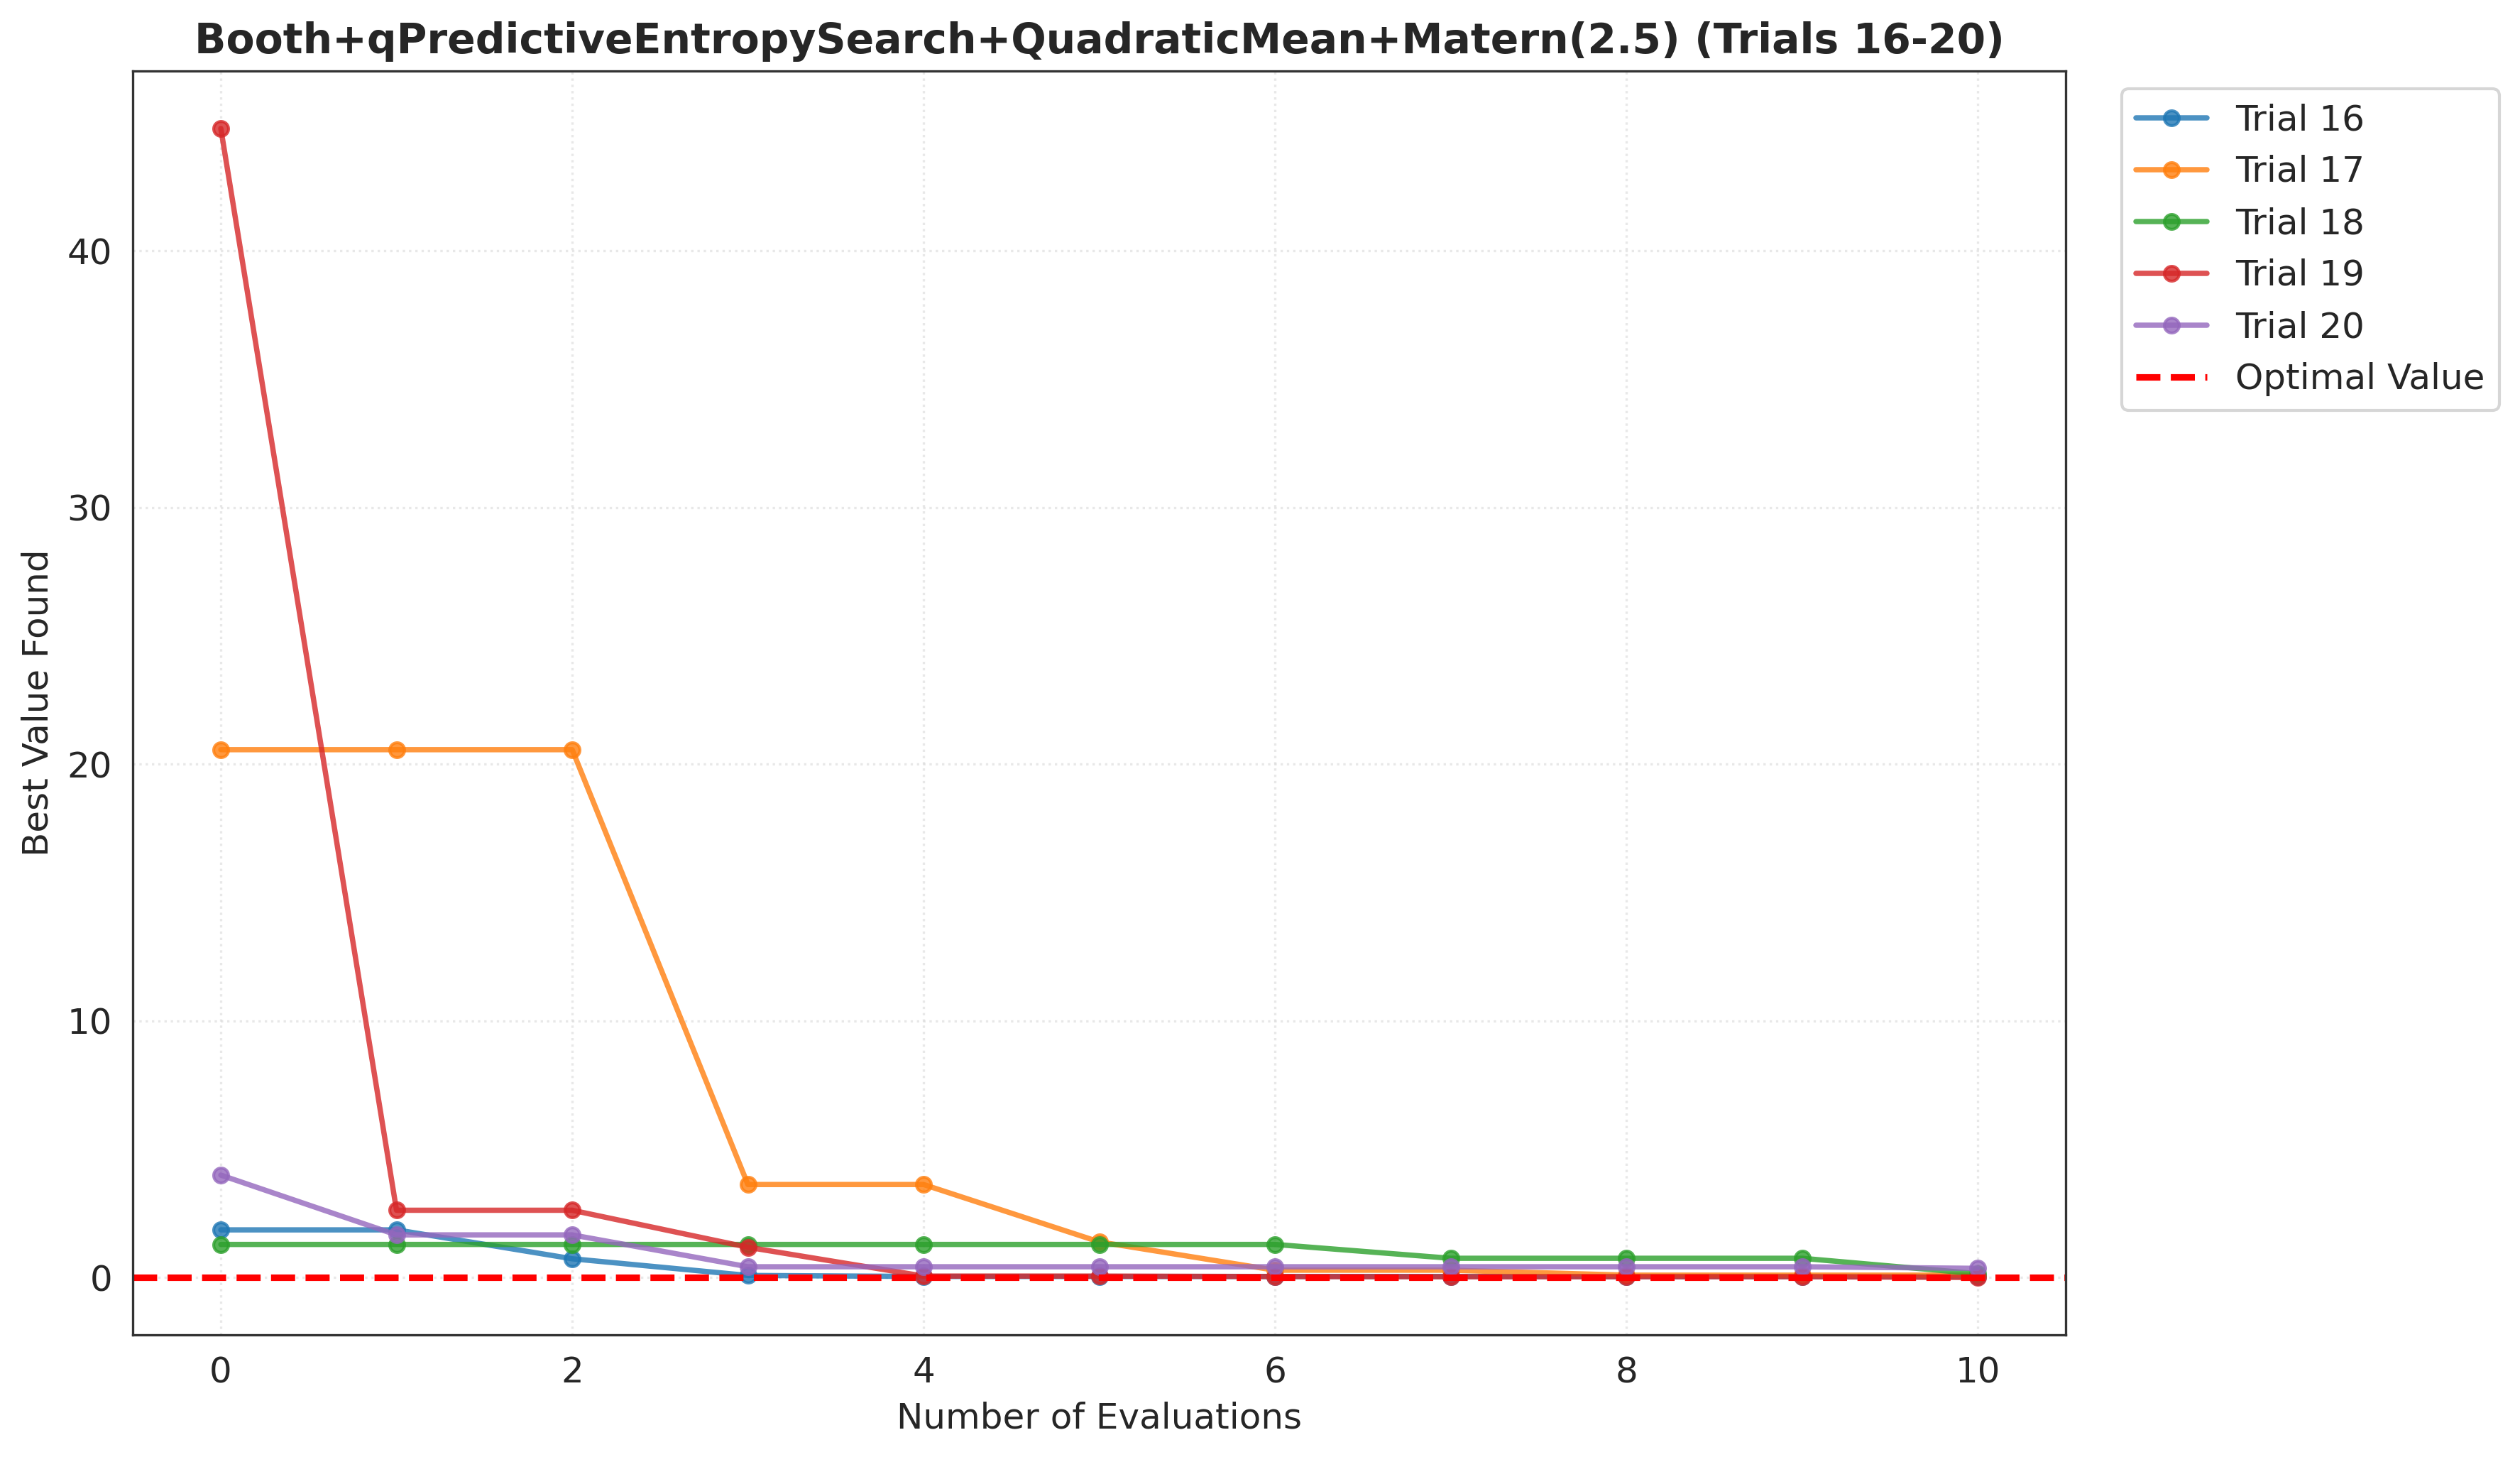 Booth+qPredictiveEntropySearch+QuadraticMean+Matern(2.5) (Trials 16-20)
Trial 16
Trial 17
Trial 18
Trial 19
Trial 20
Optimal Value
Best Value Found
40
30
20
10
0
0 2 4 6 8 10
Number of Evaluations